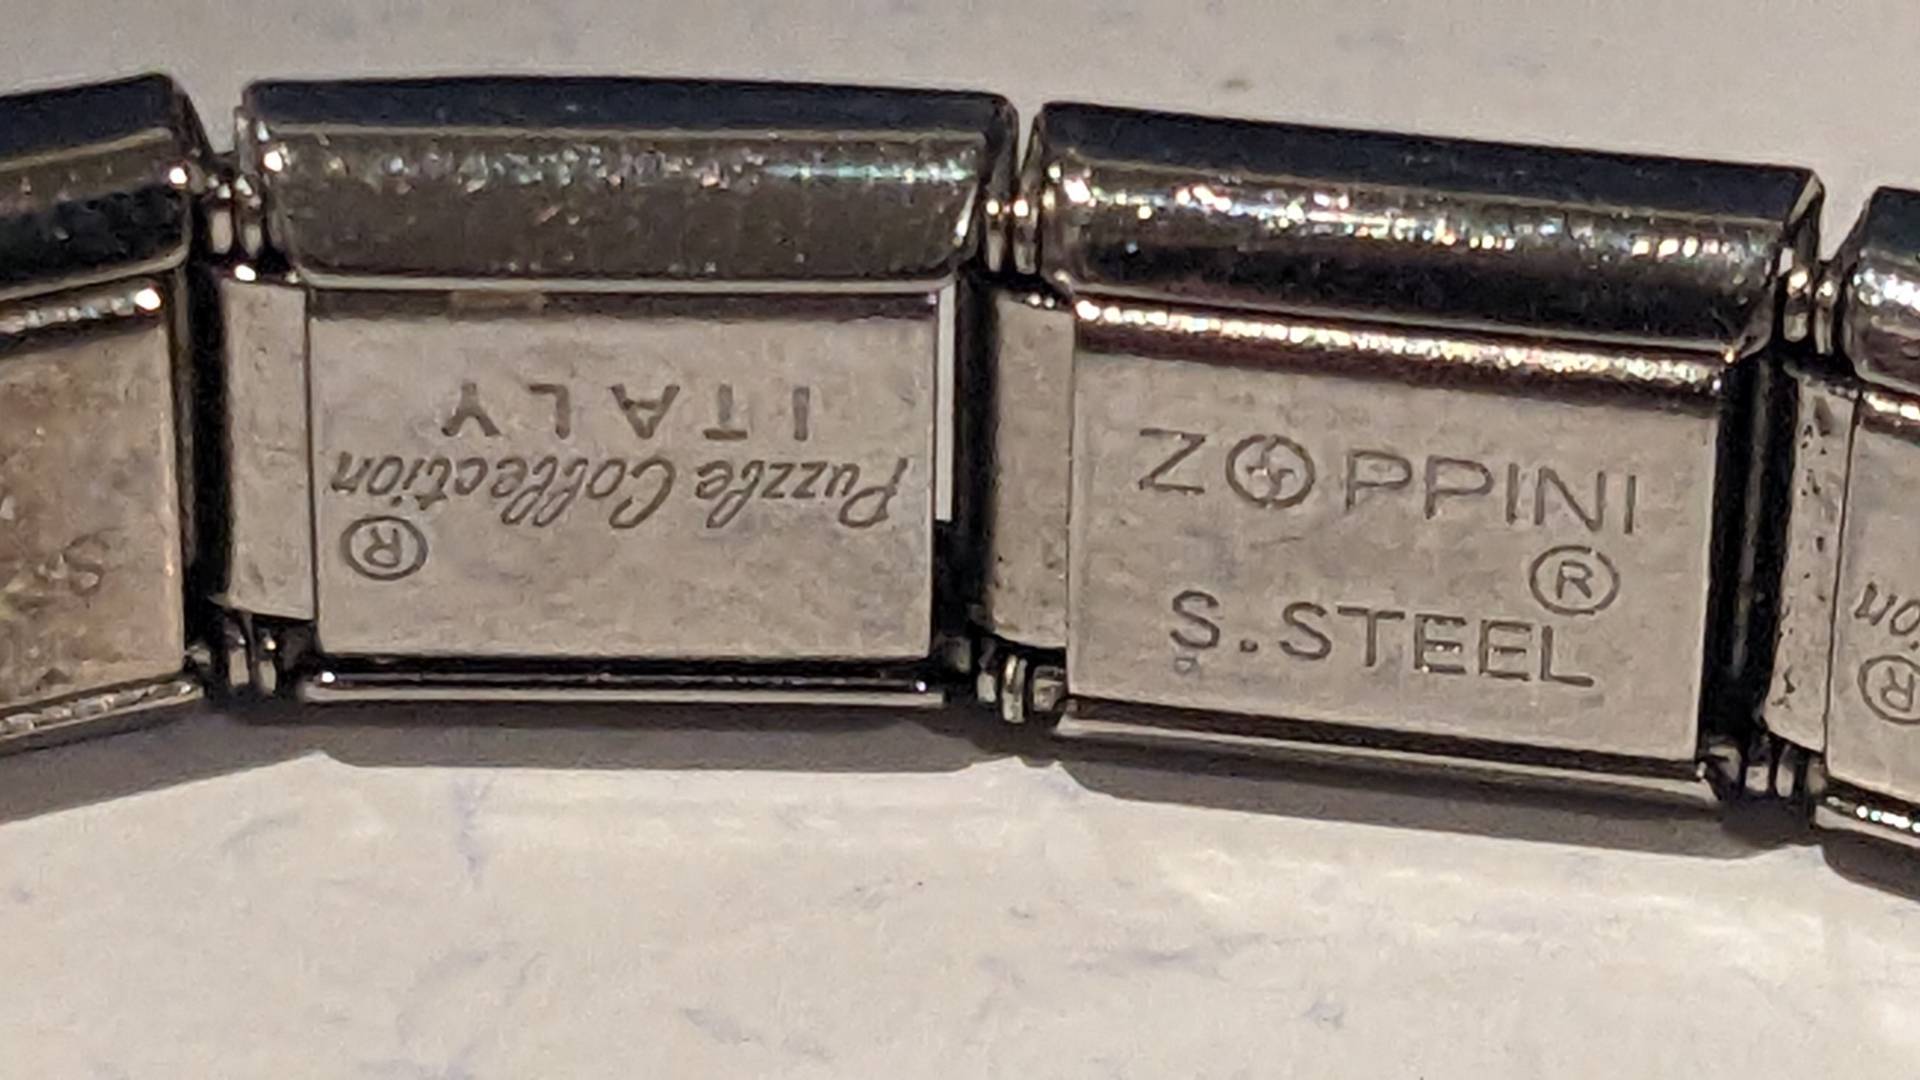 Puzzle Collection
®
ITALY
ZOPPINI
®
S.STEEL
®